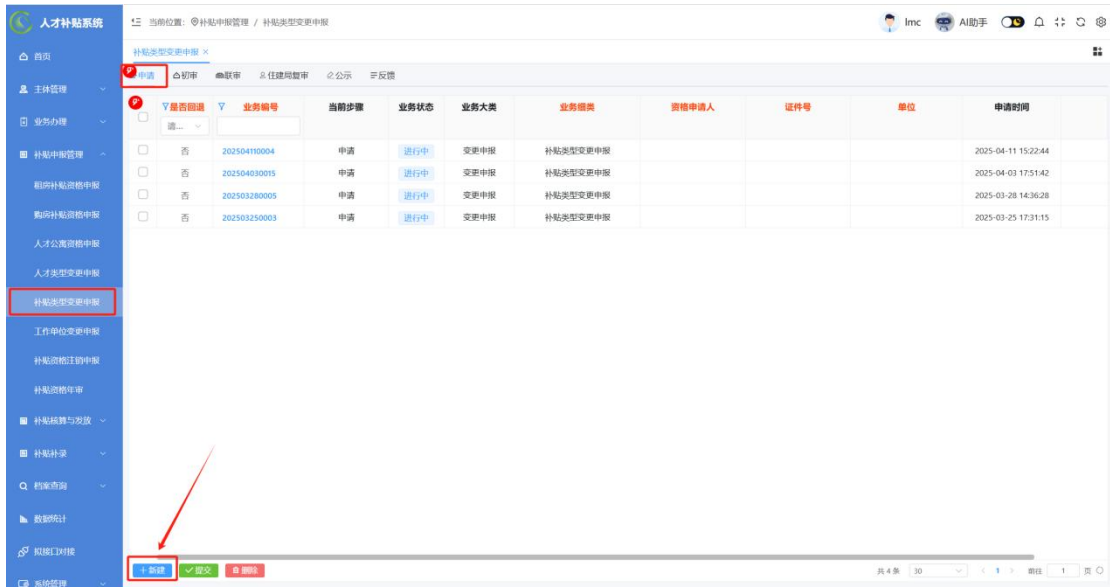 人才补贴系统
当前位置: 补贴申报管理 / 补贴类型变更申报
lmc AI助手
首页
主体管理
业务办理
补贴申报管理
租房补贴资格申报
购房补贴资格申报
人才公寓资格申报
人才类型变更申报
补贴类型变更申报
工作单位变更申报
补贴资格注销申报
补贴资格年审
补贴核算与发放
补贴补录
档案查询
数据统计
拟接口对接
系统管理
补贴类型变更申报 ×
申请 初审 联审 住建局复审 公示 反馈
是否回退 业务编号 当前步骤 业务状态 业务大类 业务细类 资格申请人 证件号 单位 申请时间
请...
否 202504110004 申请 进行中 变更申报 补贴类型变更申报 2025-04-11 15:22:44
否 202504030015 申请 进行中 变更申报 补贴类型变更申报 2025-04-03 17:51:42
否 202503280005 申请 进行中 变更申报 补贴类型变更申报 2025-03-28 14:36:28
否 202503250003 申请 进行中 变更申报 补贴类型变更申报 2025-03-25 17:31:15
+ 新建 提交 删除 共 4 条 30 < 1 > 前往 1 页